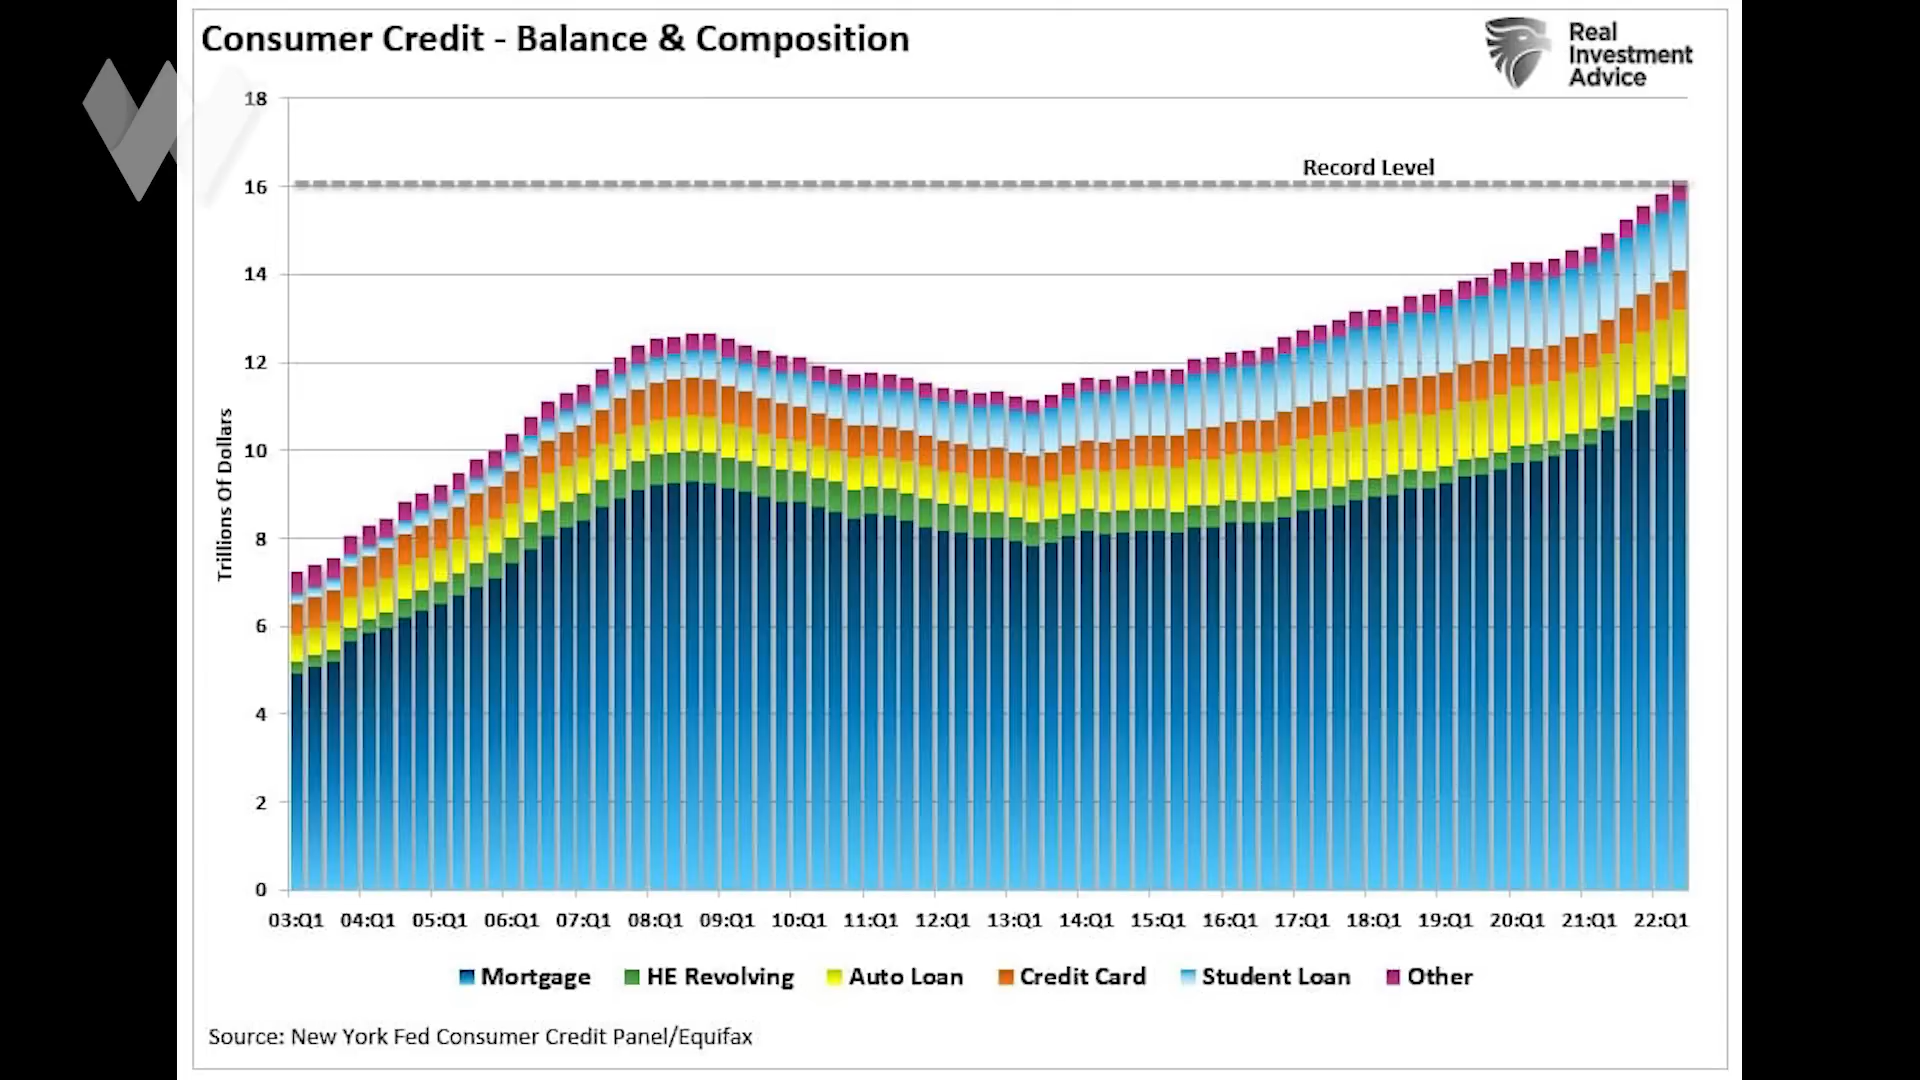 Consumer Credit - Balance & Composition
Real
Investment
Advice
18
Record Level
16
14
12
10
8
6
4
2
0
Trillions Of Dollars
03:Q1 04:Q1 05:Q1 06:Q1 07:Q1 08:Q1 09:Q1 10:Q1 11:Q1 12:Q1 13:Q1 14:Q1 15:Q1 16:Q1 17:Q1 18:Q1 19:Q1 20:Q1 21:Q1 22:Q1
Mortgage HE Revolving Auto Loan Credit Card Student Loan Other
Source: New York Fed Consumer Credit Panel/Equifax